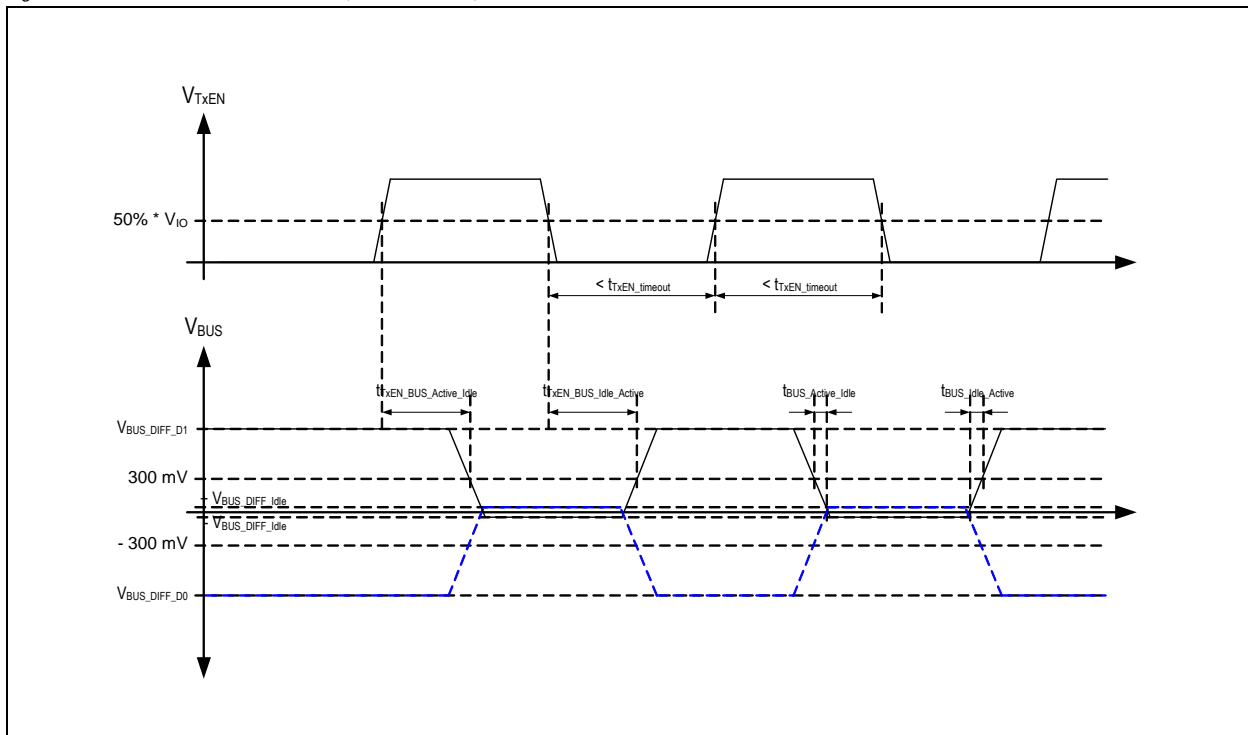 VTxEN
50% * VIO
< tTxEN_timeout < tTxEN_timeout
VBUS
tTxEN_BUS_Active_Idle tTxEN_BUS_Idle_Active tBUS_Active_Idle tBUS_Idle_Active
VBUS_DIFF_D1
300 mV
+ VBUS_DIFF_Idle
- VBUS_DIFF_Idle
- 300 mV
VBUS_DIFF_D0